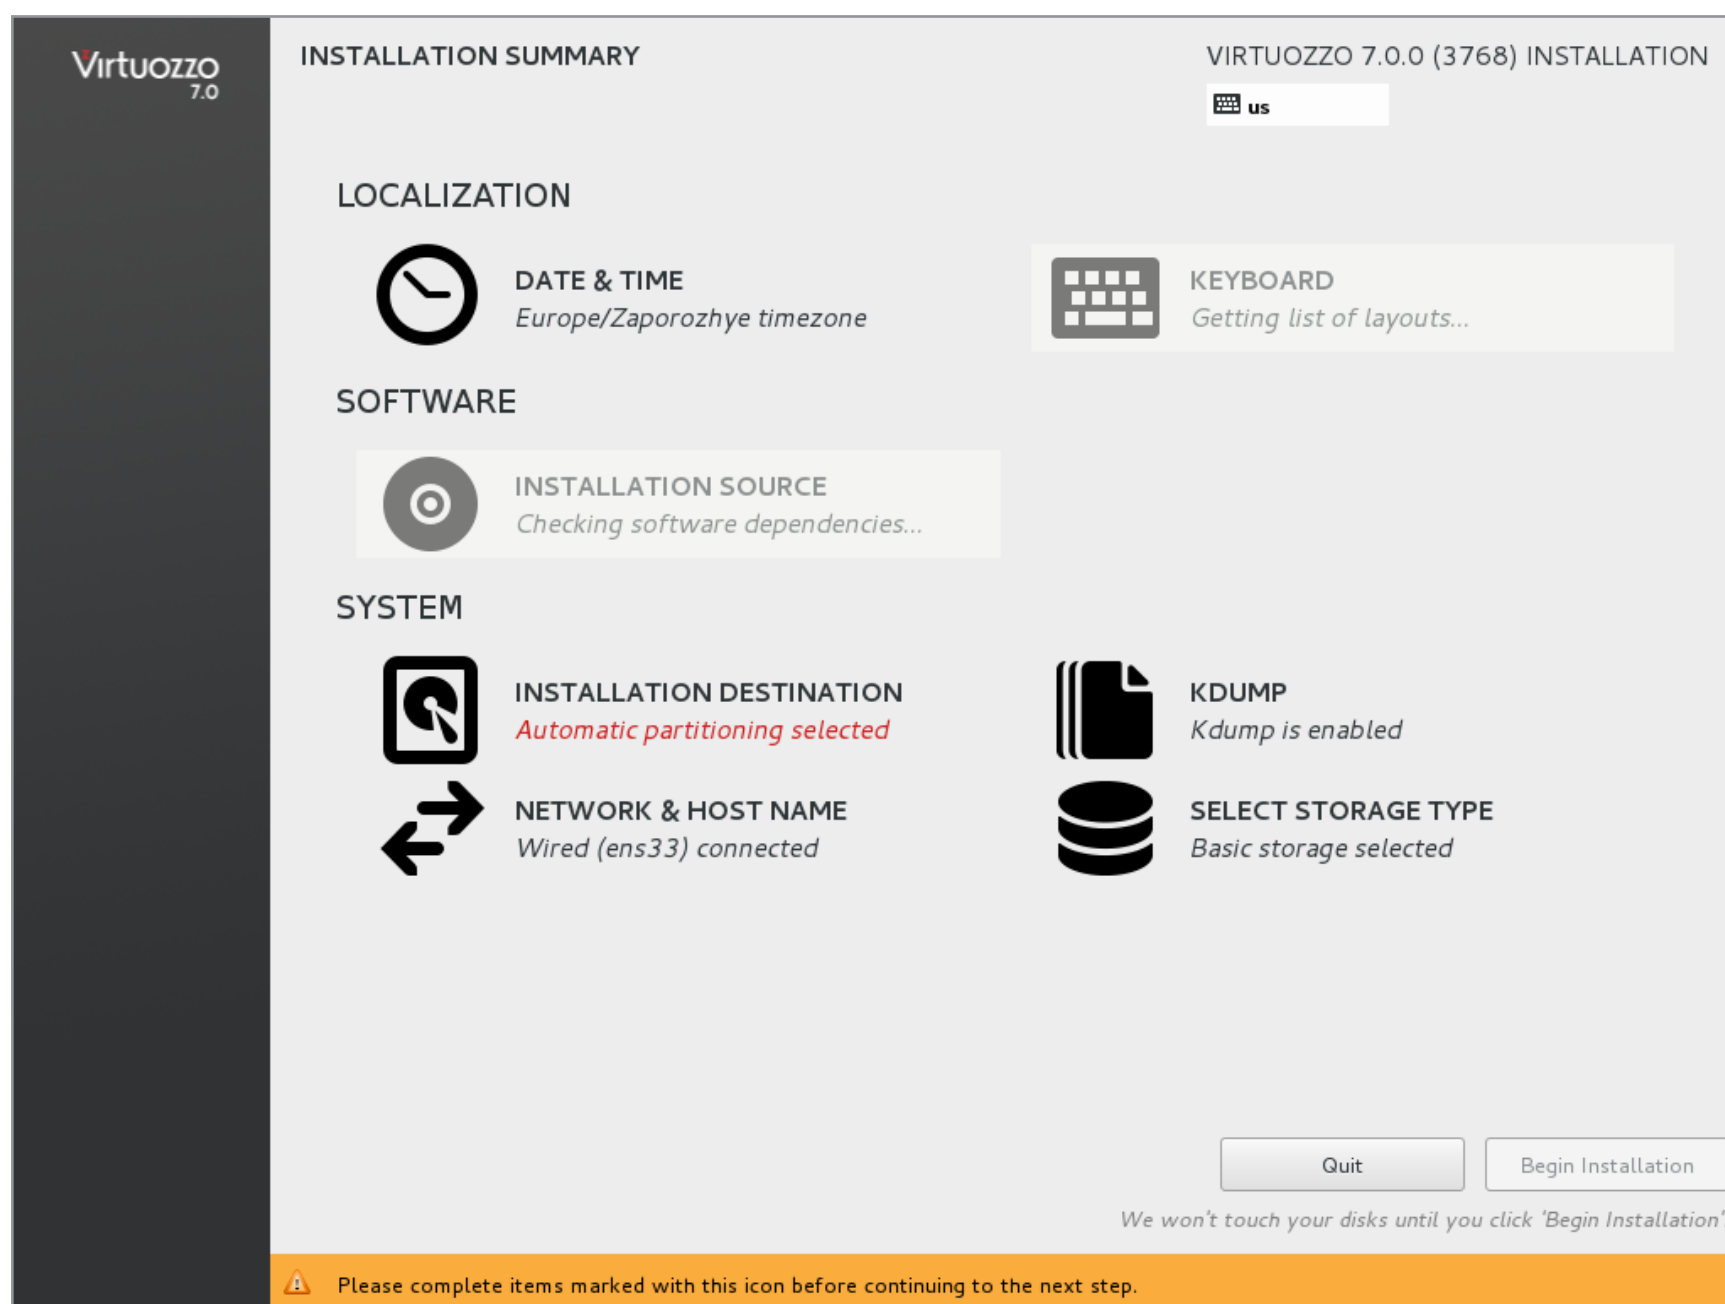 Virtuozzo
7.0
INSTALLATION SUMMARY
VIRTUOZZO 7.0.0 (3768) INSTALLATION
us
LOCALIZATION
DATE & TIME
Europe/Zaporozhye timezone
KEYBOARD
Getting list of layouts...
SOFTWARE
INSTALLATION SOURCE
Checking software dependencies...
SYSTEM
INSTALLATION DESTINATION
Automatic partitioning selected
KDUMP
Kdump is enabled
NETWORK & HOST NAME
Wired (ens33) connected
SELECT STORAGE TYPE
Basic storage selected
Quit
Begin Installation
We won't touch your disks until you click 'Begin Installation'.
Please complete items marked with this icon before continuing to the next step.